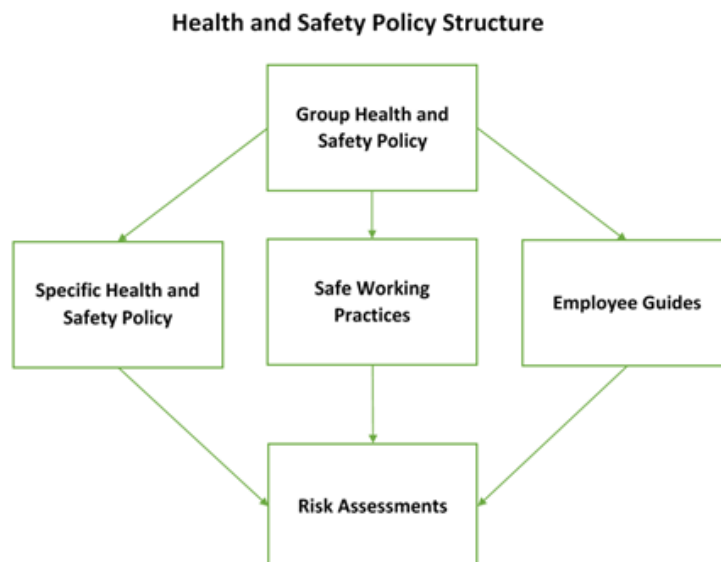 Health and Safety Policy Structure
Group Health and
Safety Policy
Specific Health and
Safety Policy
Safe Working
Practices
Employee Guides
Risk Assessments